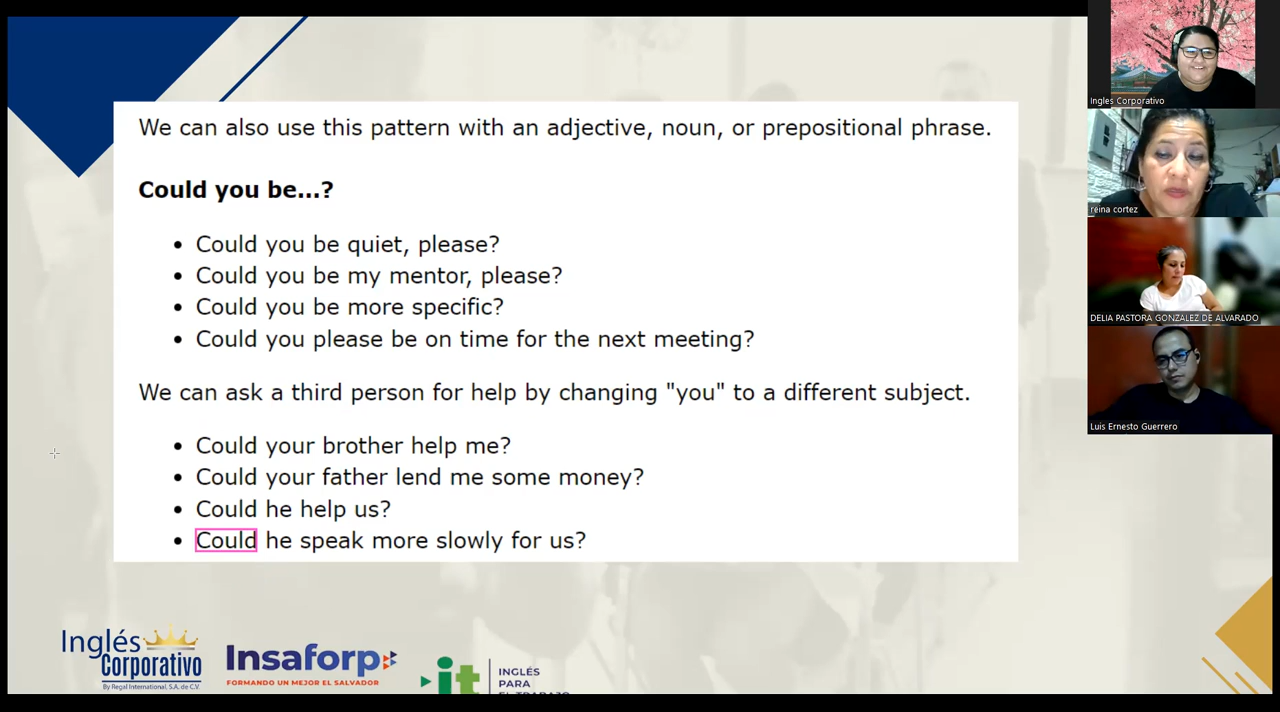 We can also use this pattern with an adjective, noun, or prepositional phrase.
Could you be...?
• Could you be quiet, please?
• Could you be my mentor, please?
• Could you be more specific?
• Could you please be on time for the next meeting?
We can ask a third person for help by changing "you" to a different subject.
• Could your brother help me?
• Could your father lend me some money?
• Could he help us?
• Could he speak more slowly for us?
Ingles Corporativo
reina cortez
DELIA PASTORA GONZALEZ DE ALVARADO
Luis Ernesto Guerrero
Inglés
Corporativo
By Regal International, S.A. de C.V.
Insaforp
FORMANDO UN MEJOR EL SALVADOR
it
INGLÉS
PARA
EL TRABAJO